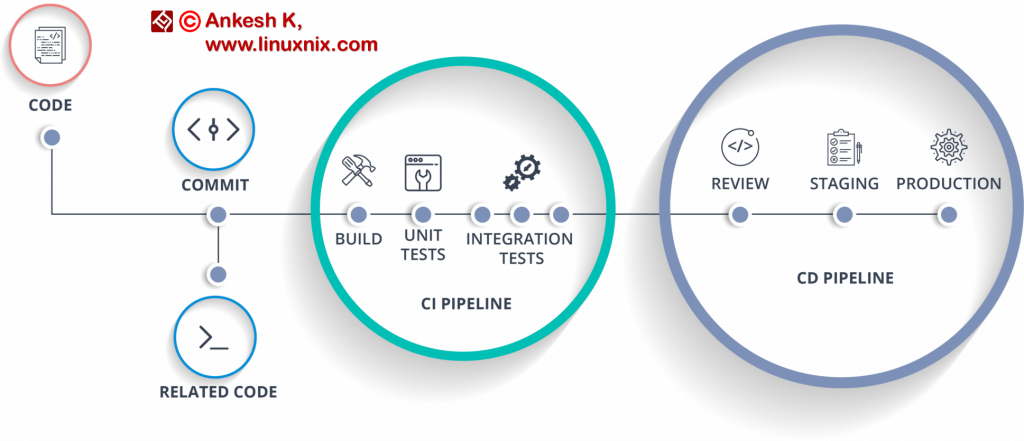 © Ankesh K,
www.linuxnix.com
CODE
COMMIT
RELATED CODE
BUILD
UNIT
TESTS
INTEGRATION
TESTS
CI PIPELINE
REVIEW
STAGING
PRODUCTION
CD PIPELINE